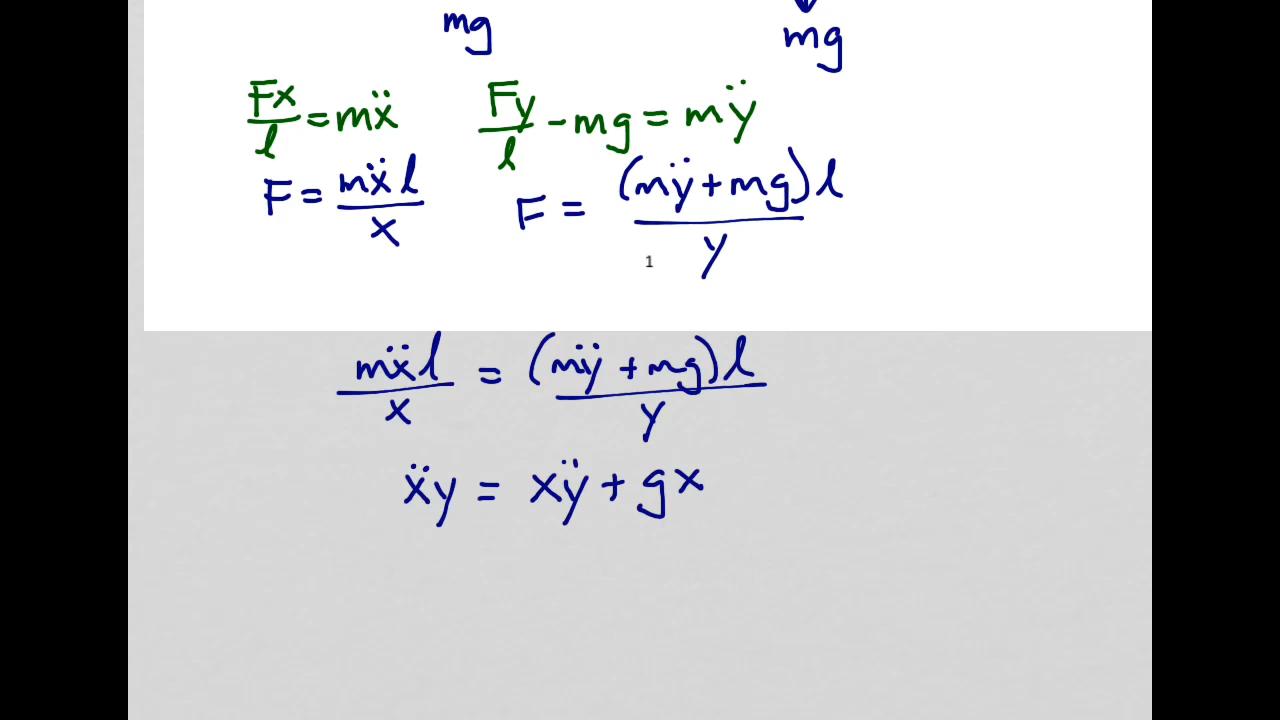 mg mg
Fx/l = mẍ Fy/l - mg = mÿ
F = mẍl/x F = (mÿ + mg)l/y
1
mẍl/x = (mÿ + mg)l/y
ẍy = xÿ + gx